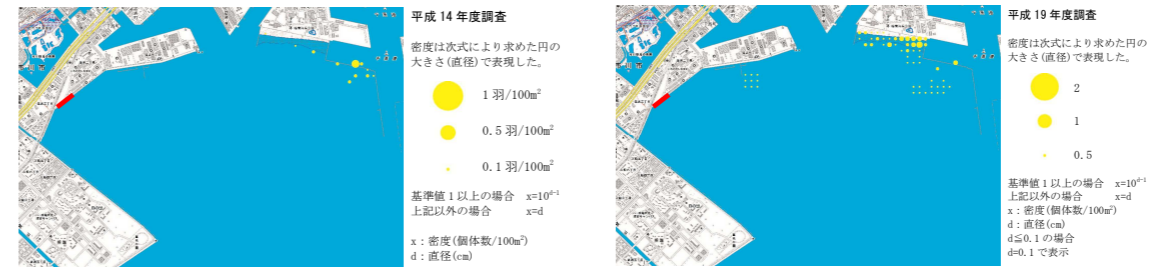 平成 14 年度調査
密度は次式により求めた円の
大きさ(直径)で表現した。
1 羽/100m²
0.5 羽/100m²
0.1 羽/100m²
基準値 1 以上の場合 x=10ᵈ⁻¹
上記以外の場合 x=d
x：密度(個体数/100m²)
d：直径(cm)
平成 19 年度調査
密度は次式により求めた円の
大きさ(直径)で表現した。
2
1
0.5
基準値 1 以上の場合 x=10ᵈ⁻¹
上記以外の場合 x=d
x：密度(個体数/100m²)
d：直径(cm)
d≦0.1 の場合
d=0.1 で表示